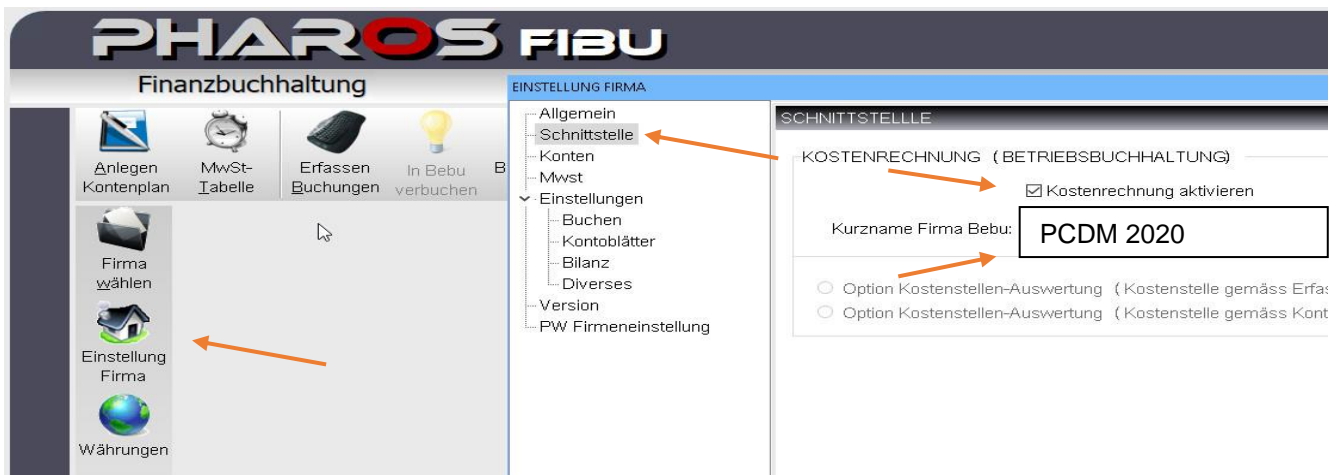 PHAROS FIBU
Finanzbuchhaltung
Anlegen
Kontenplan
MwSt-
Tabelle
Erfassen
Buchungen
In Bebu
verbuchen
B
Firma
wählen
Einstellung
Firma
Währungen
EINSTELLUNG FIRMA
Allgemein
Schnittstelle
Konten
Mwst
Einstellungen
Buchen
Kontoblätter
Bilanz
Diverses
Version
PW Firmeneinstellung
SCHNITTSTELLLE
KOSTENRECHNUNG (BETRIEBSBUCHHALTUNG)
Kostenrechnung aktivieren
Kurzname Firma Bebu:
PCDM 2020
Option Kostenstellen-Auswertung (Kostenstelle gemäss Erfas
Option Kostenstellen-Auswertung (Kostenstelle gemäss Kont